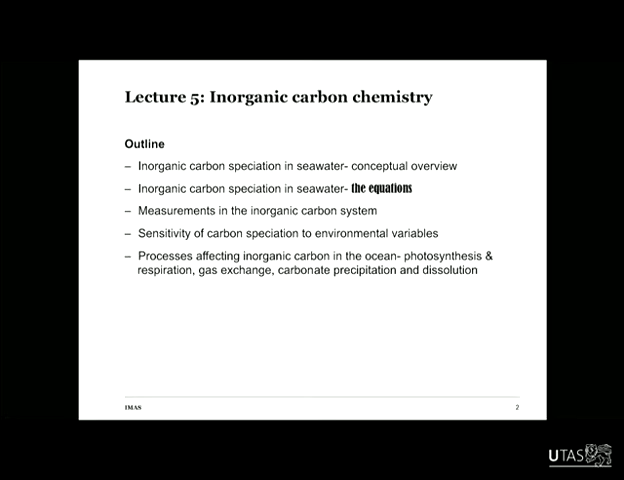 Lecture 5: Inorganic carbon chemistry
Outline
– Inorganic carbon speciation in seawater- conceptual overview
– Inorganic carbon speciation in seawater- the equations
– Measurements in the inorganic carbon system
– Sensitivity of carbon speciation to environmental variables
– Processes affecting inorganic carbon in the ocean- photosynthesis &
respiration, gas exchange, carbonate precipitation and dissolution
IMAS 2
UTAS